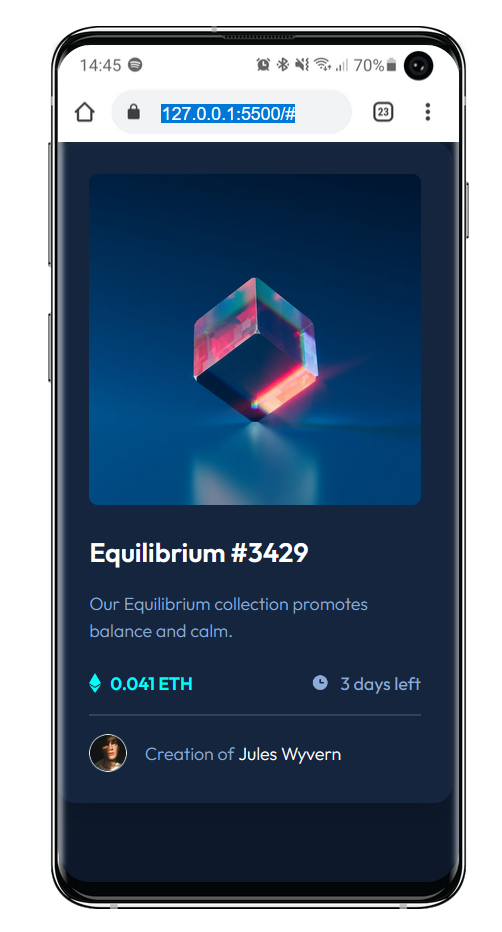 14:45 70%
127.0.0.1:5500/# 23
Equilibrium #3429
Our Equilibrium collection promotes
balance and calm.
0.041 ETH 3 days left
Creation of Jules Wyvern